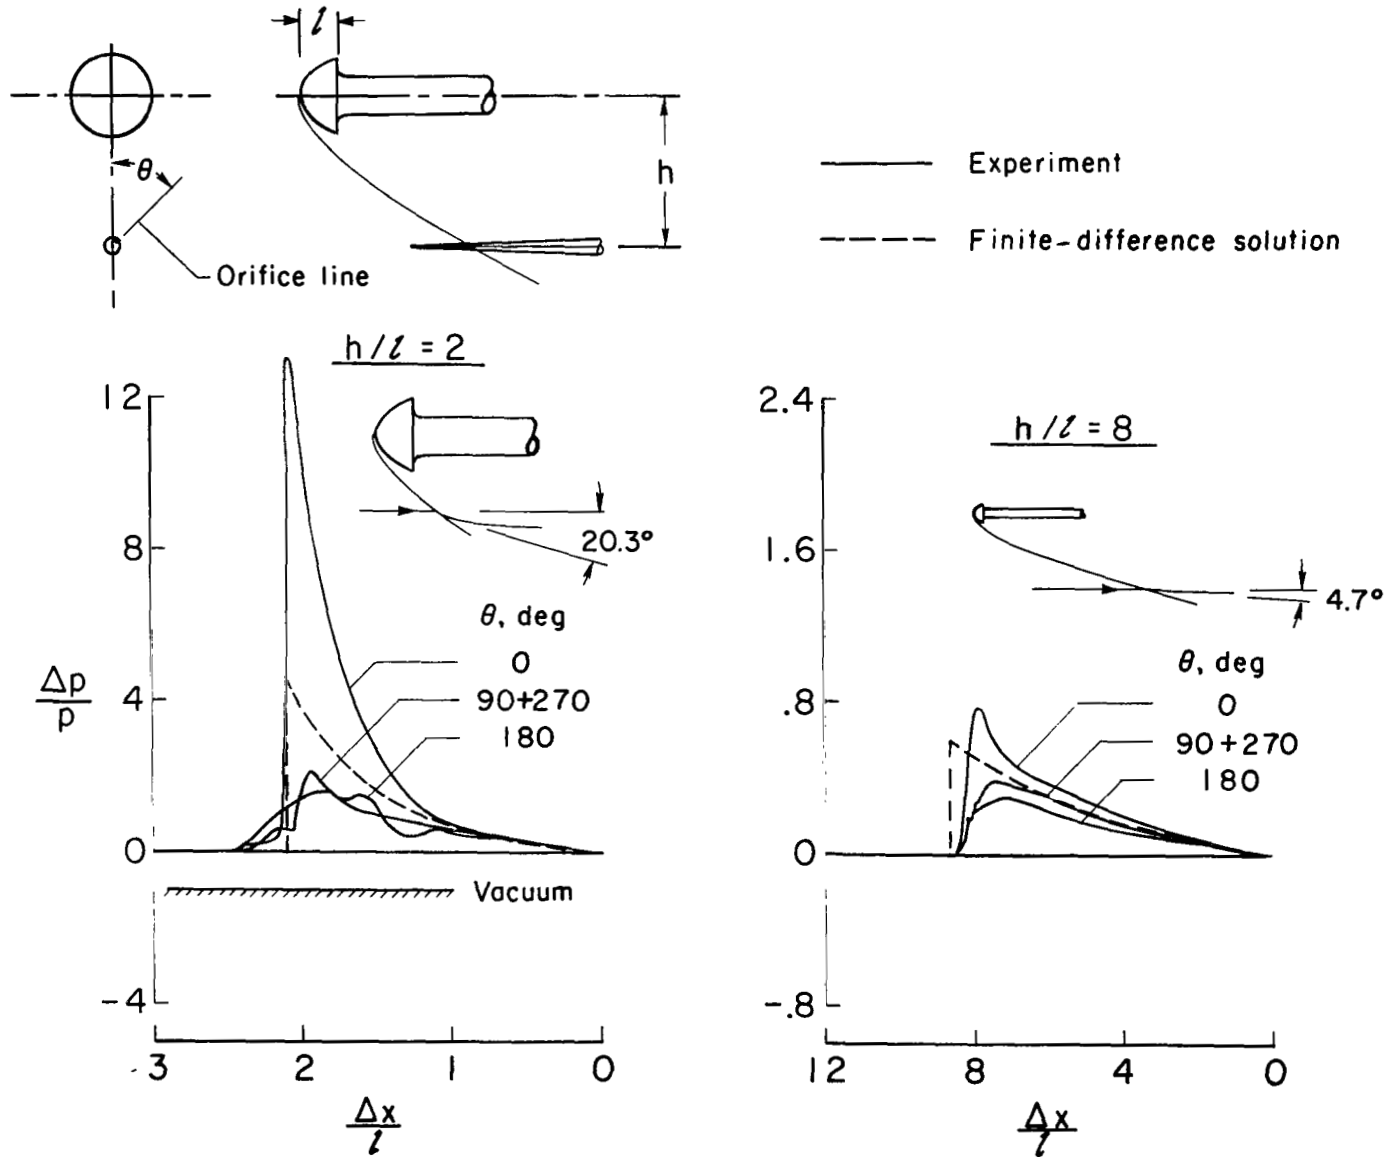 l
θ
h
Orifice line
Experiment
Finite-difference solution
h/l = 2
12
8
4
0
-4
Δp
p
20.3°
θ, deg
0
90+270
180
Vacuum
3
2
1
0
Δx
l
h/l = 8
2.4
1.6
.8
0
-.8
4.7°
θ, deg
0
90+270
180
12
8
4
0
Δx
l